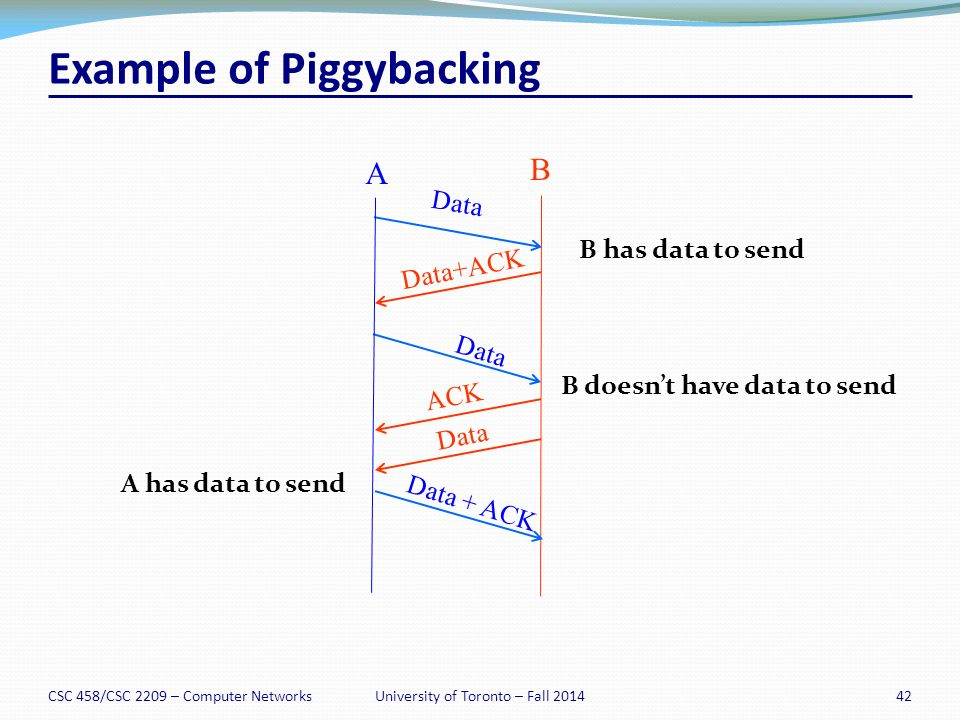 Example of Piggybacking
A
B
Data
B has data to send
Data+ACK
Data
B doesn’t have data to send
ACK
Data
A has data to send
Data + ACK
CSC 458/CSC 2209 – Computer Networks
University of Toronto – Fall 2014
42